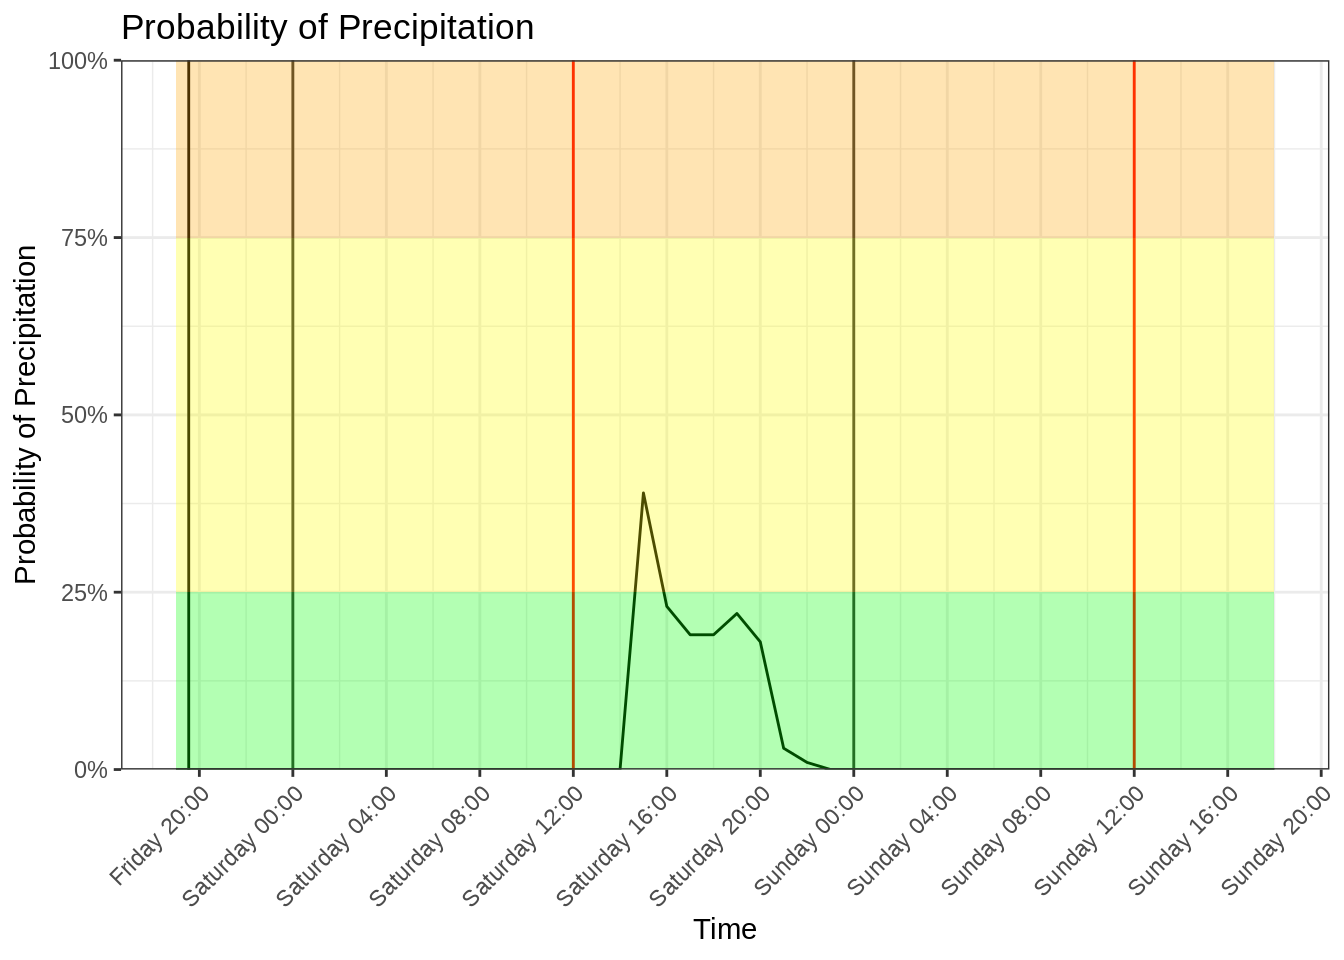 Probability of Precipitation
Probability of Precipitation
100%
75%
50%
25%
0%
Friday 20:00
Saturday 00:00
Saturday 04:00
Saturday 08:00
Saturday 12:00
Saturday 16:00
Saturday 20:00
Sunday 00:00
Sunday 04:00
Sunday 08:00
Sunday 12:00
Sunday 16:00
Sunday 20:00
Time